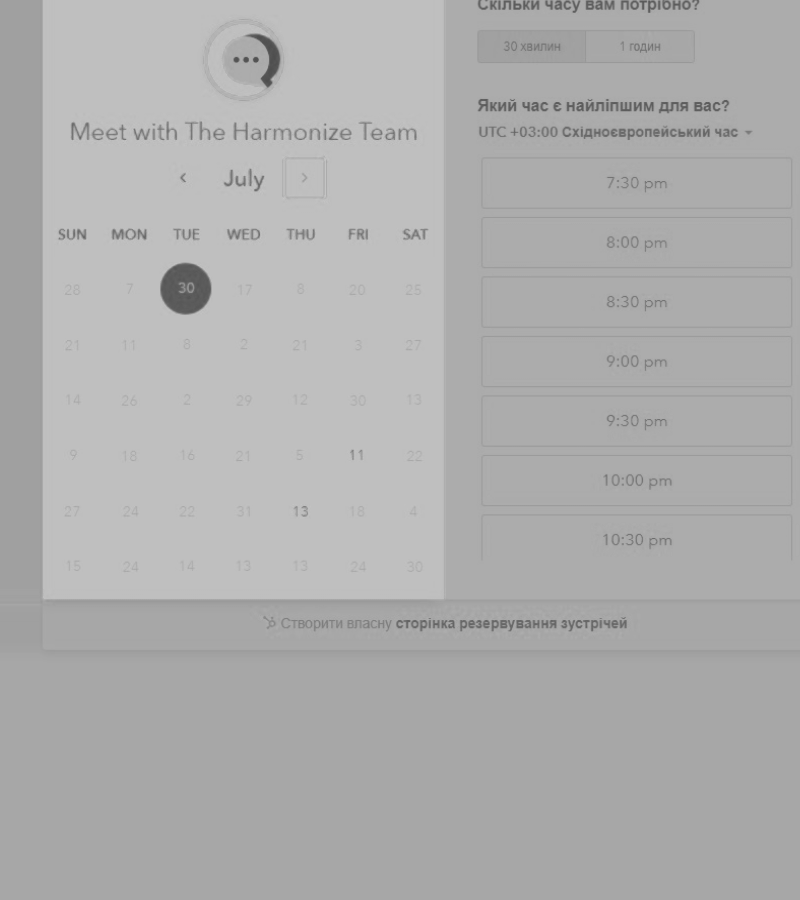 Meet with The Harmonize Team
July
SUN MON TUE WED THU FRI SAT
28 7 30 17 8 20 25
21 11 8 2 21 3 27
14 26 2 29 12 30 13
9 18 16 21 5 11 22
27 24 22 31 13 18 4
15 24 14 13 13 24 30
Скільки часу вам потрібно?
30 хвилин 1 годин
Який час є найліпшим для вас?
UTC +03:00 Східноєвропейський час
7:30 pm
8:00 pm
8:30 pm
9:00 pm
9:30 pm
10:00 pm
10:30 pm
Створити власну сторінка резервування зустрічей